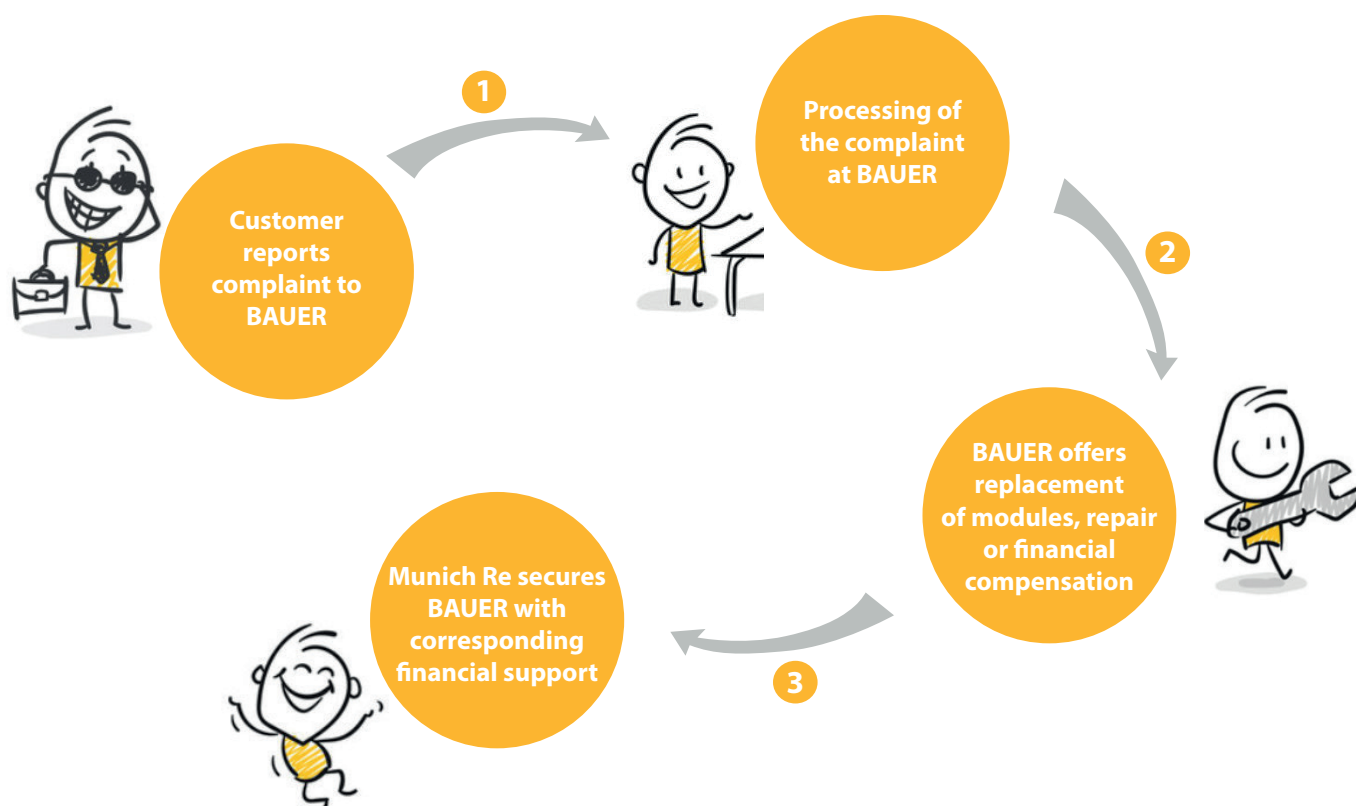 Customer
reports
complaint to
BAUER
1
Processing of
the complaint
at BAUER
2
BAUER offers
replacement
of modules, repair
or financial
compensation
3
Munich Re secures
BAUER with
corresponding
financial support